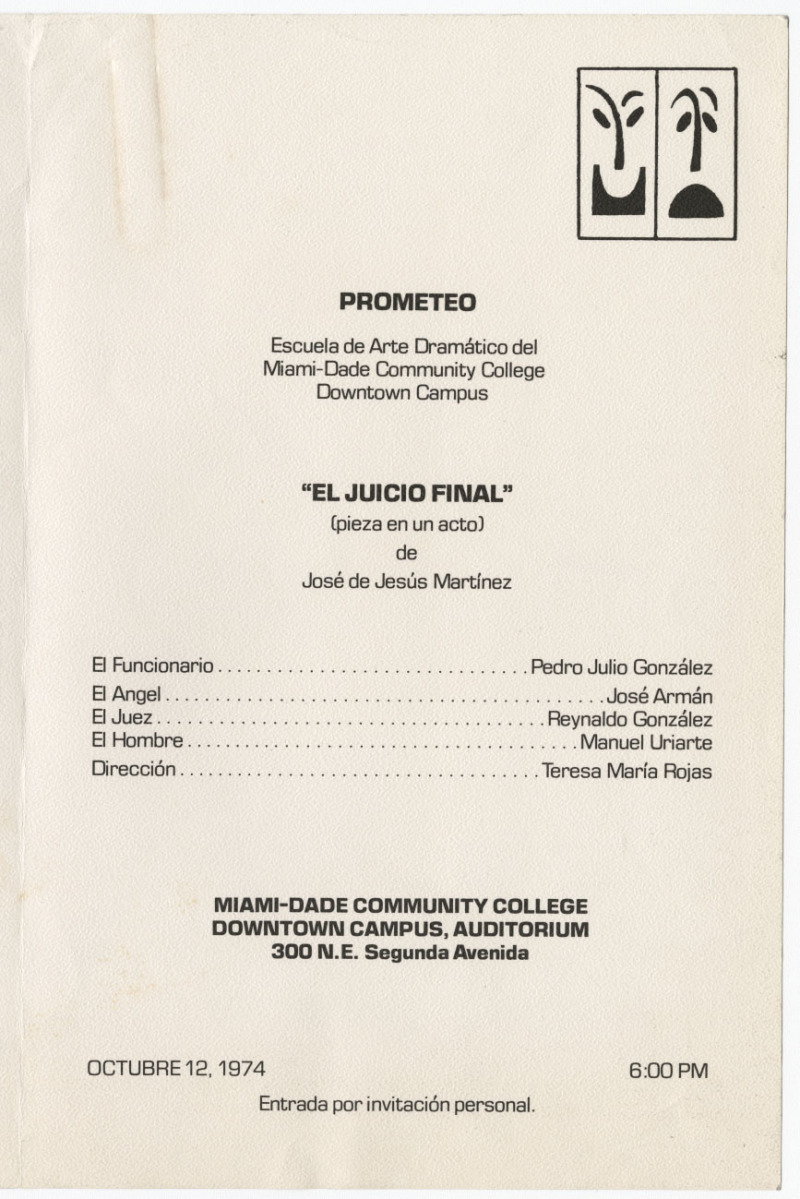 PROMETEO
Escuela de Arte Dramático del
Miami-Dade Community College
Downtown Campus
“EL JUICIO FINAL”
(pieza en un acto)
de
José de Jesús Martínez
El Funcionario . . . . . . . . . . . . . . . . . . . . . . . . . . . . . . . . Pedro Julio González
El Angel . . . . . . . . . . . . . . . . . . . . . . . . . . . . . . . . . . . . . . . . . . . . . José Armán
El Juez . . . . . . . . . . . . . . . . . . . . . . . . . . . . . . . . . . . . . . . . Reynaldo González
El Hombre . . . . . . . . . . . . . . . . . . . . . . . . . . . . . . . . . . . . . . . . Manuel Uriarte
Dirección . . . . . . . . . . . . . . . . . . . . . . . . . . . . . . . . . . . . . Teresa María Rojas
MIAMI-DADE COMMUNITY COLLEGE
DOWNTOWN CAMPUS, AUDITORIUM
300 N.E. Segunda Avenida
OCTUBRE 12, 1974 6:00 PM
Entrada por invitación personal.